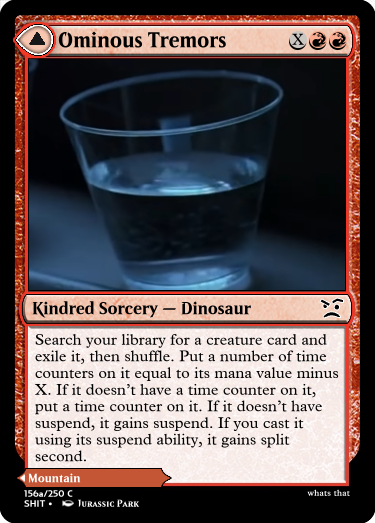 Ominous Tremors X
Kindred Sorcery — Dinosaur
Search your library for a creature card and
exile it, then shuffle. Put a number of time
counters on it equal to its mana value minus
X. If it doesn't have a time counter on it,
put a time counter on it. If it doesn't have
suspend, it gains suspend. If you cast it
using its suspend ability, it gains split
second.
Mountain
156a/250 C
whats that
SHIT • Jurassic Park